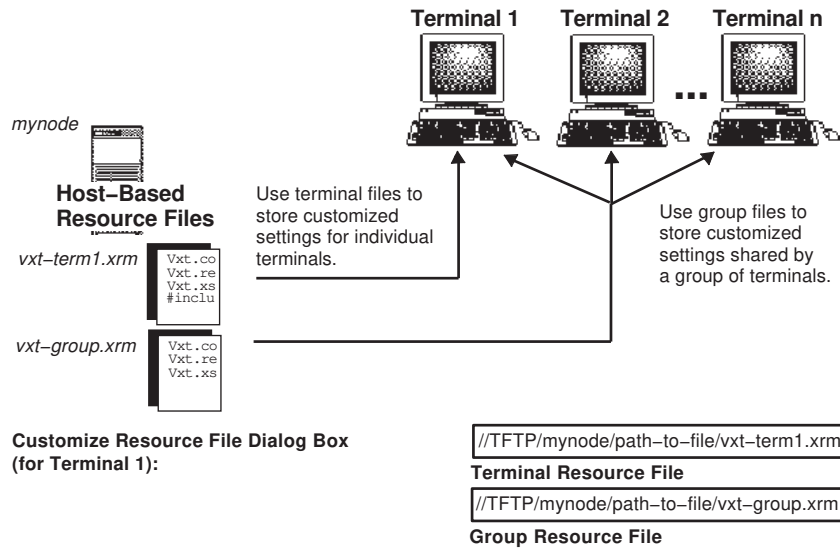 Terminal 1
Terminal 2
Terminal n
...
mynode
Host–Based
Resource Files
Use terminal files to
store customized
settings for individual
terminals.
Use group files to
store customized
settings shared by
a group of terminals.
vxt–term1.xrm
Vxt.co
Vxt.re
Vxt.xs
#inclu
vxt–group.xrm
Vxt.co
Vxt.re
Vxt.xs
Customize Resource File Dialog Box
(for Terminal 1):
//TFTP/mynode/path–to–file/vxt–term1.xrm
Terminal Resource File
//TFTP/mynode/path–to–file/vxt–group.xrm
Group Resource File